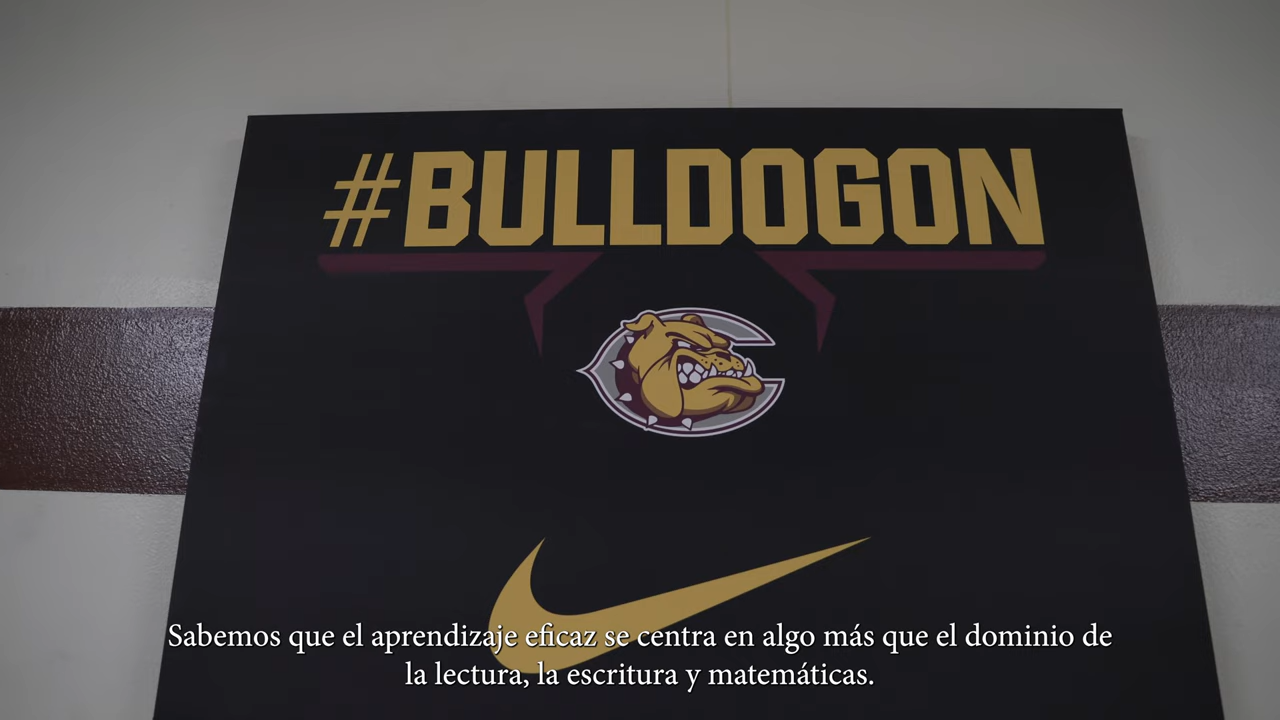 #BULLDOGON
Sabemos que el aprendizaje eficaz se centra en algo más que el dominio de
la lectura, la escritura y matemáticas.